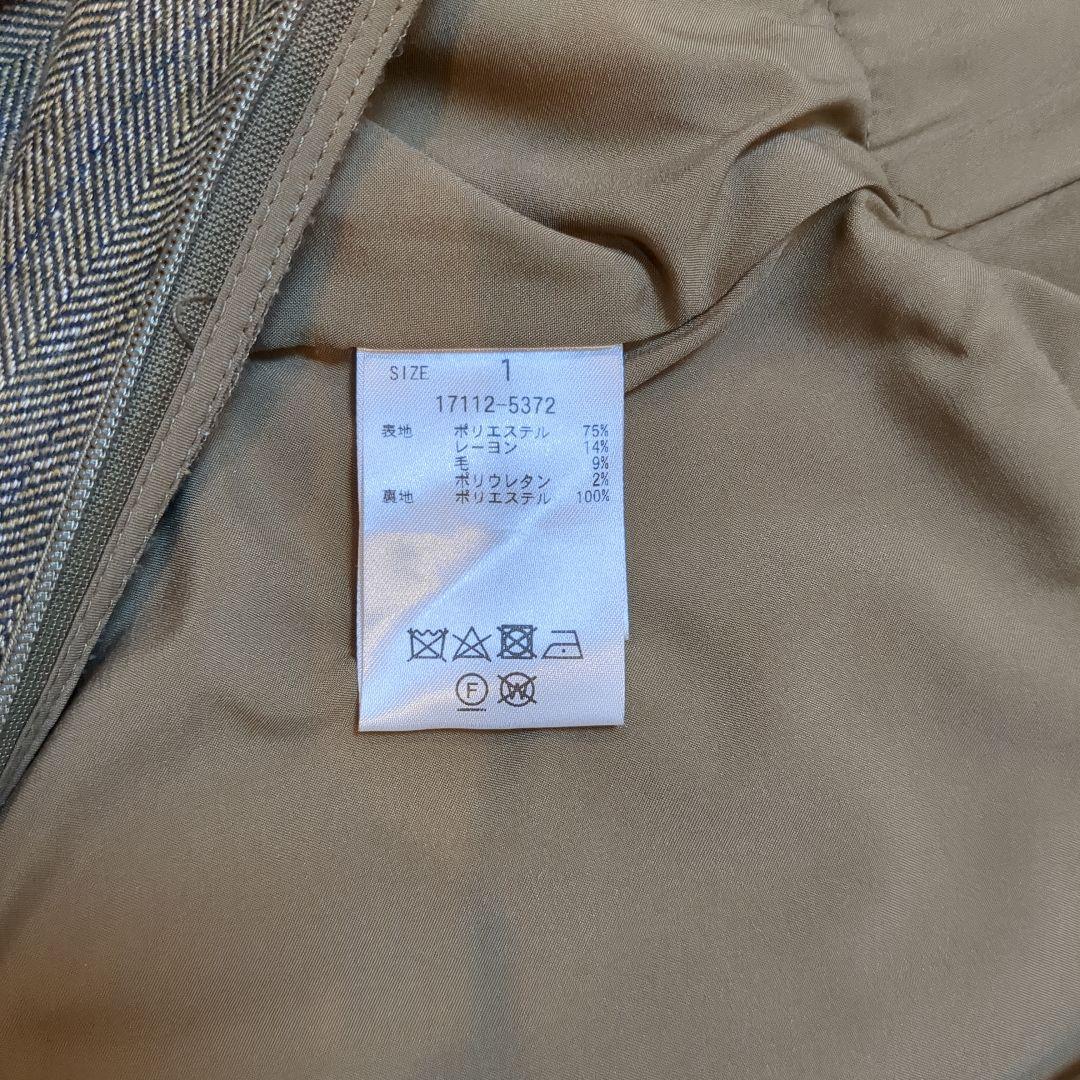 SIZE 1
17112-5372
表地 ポリエステル 75%
レーヨン 14%
毛 9%
ポリウレタン 2%
裏地 ポリエステル 100%
F W